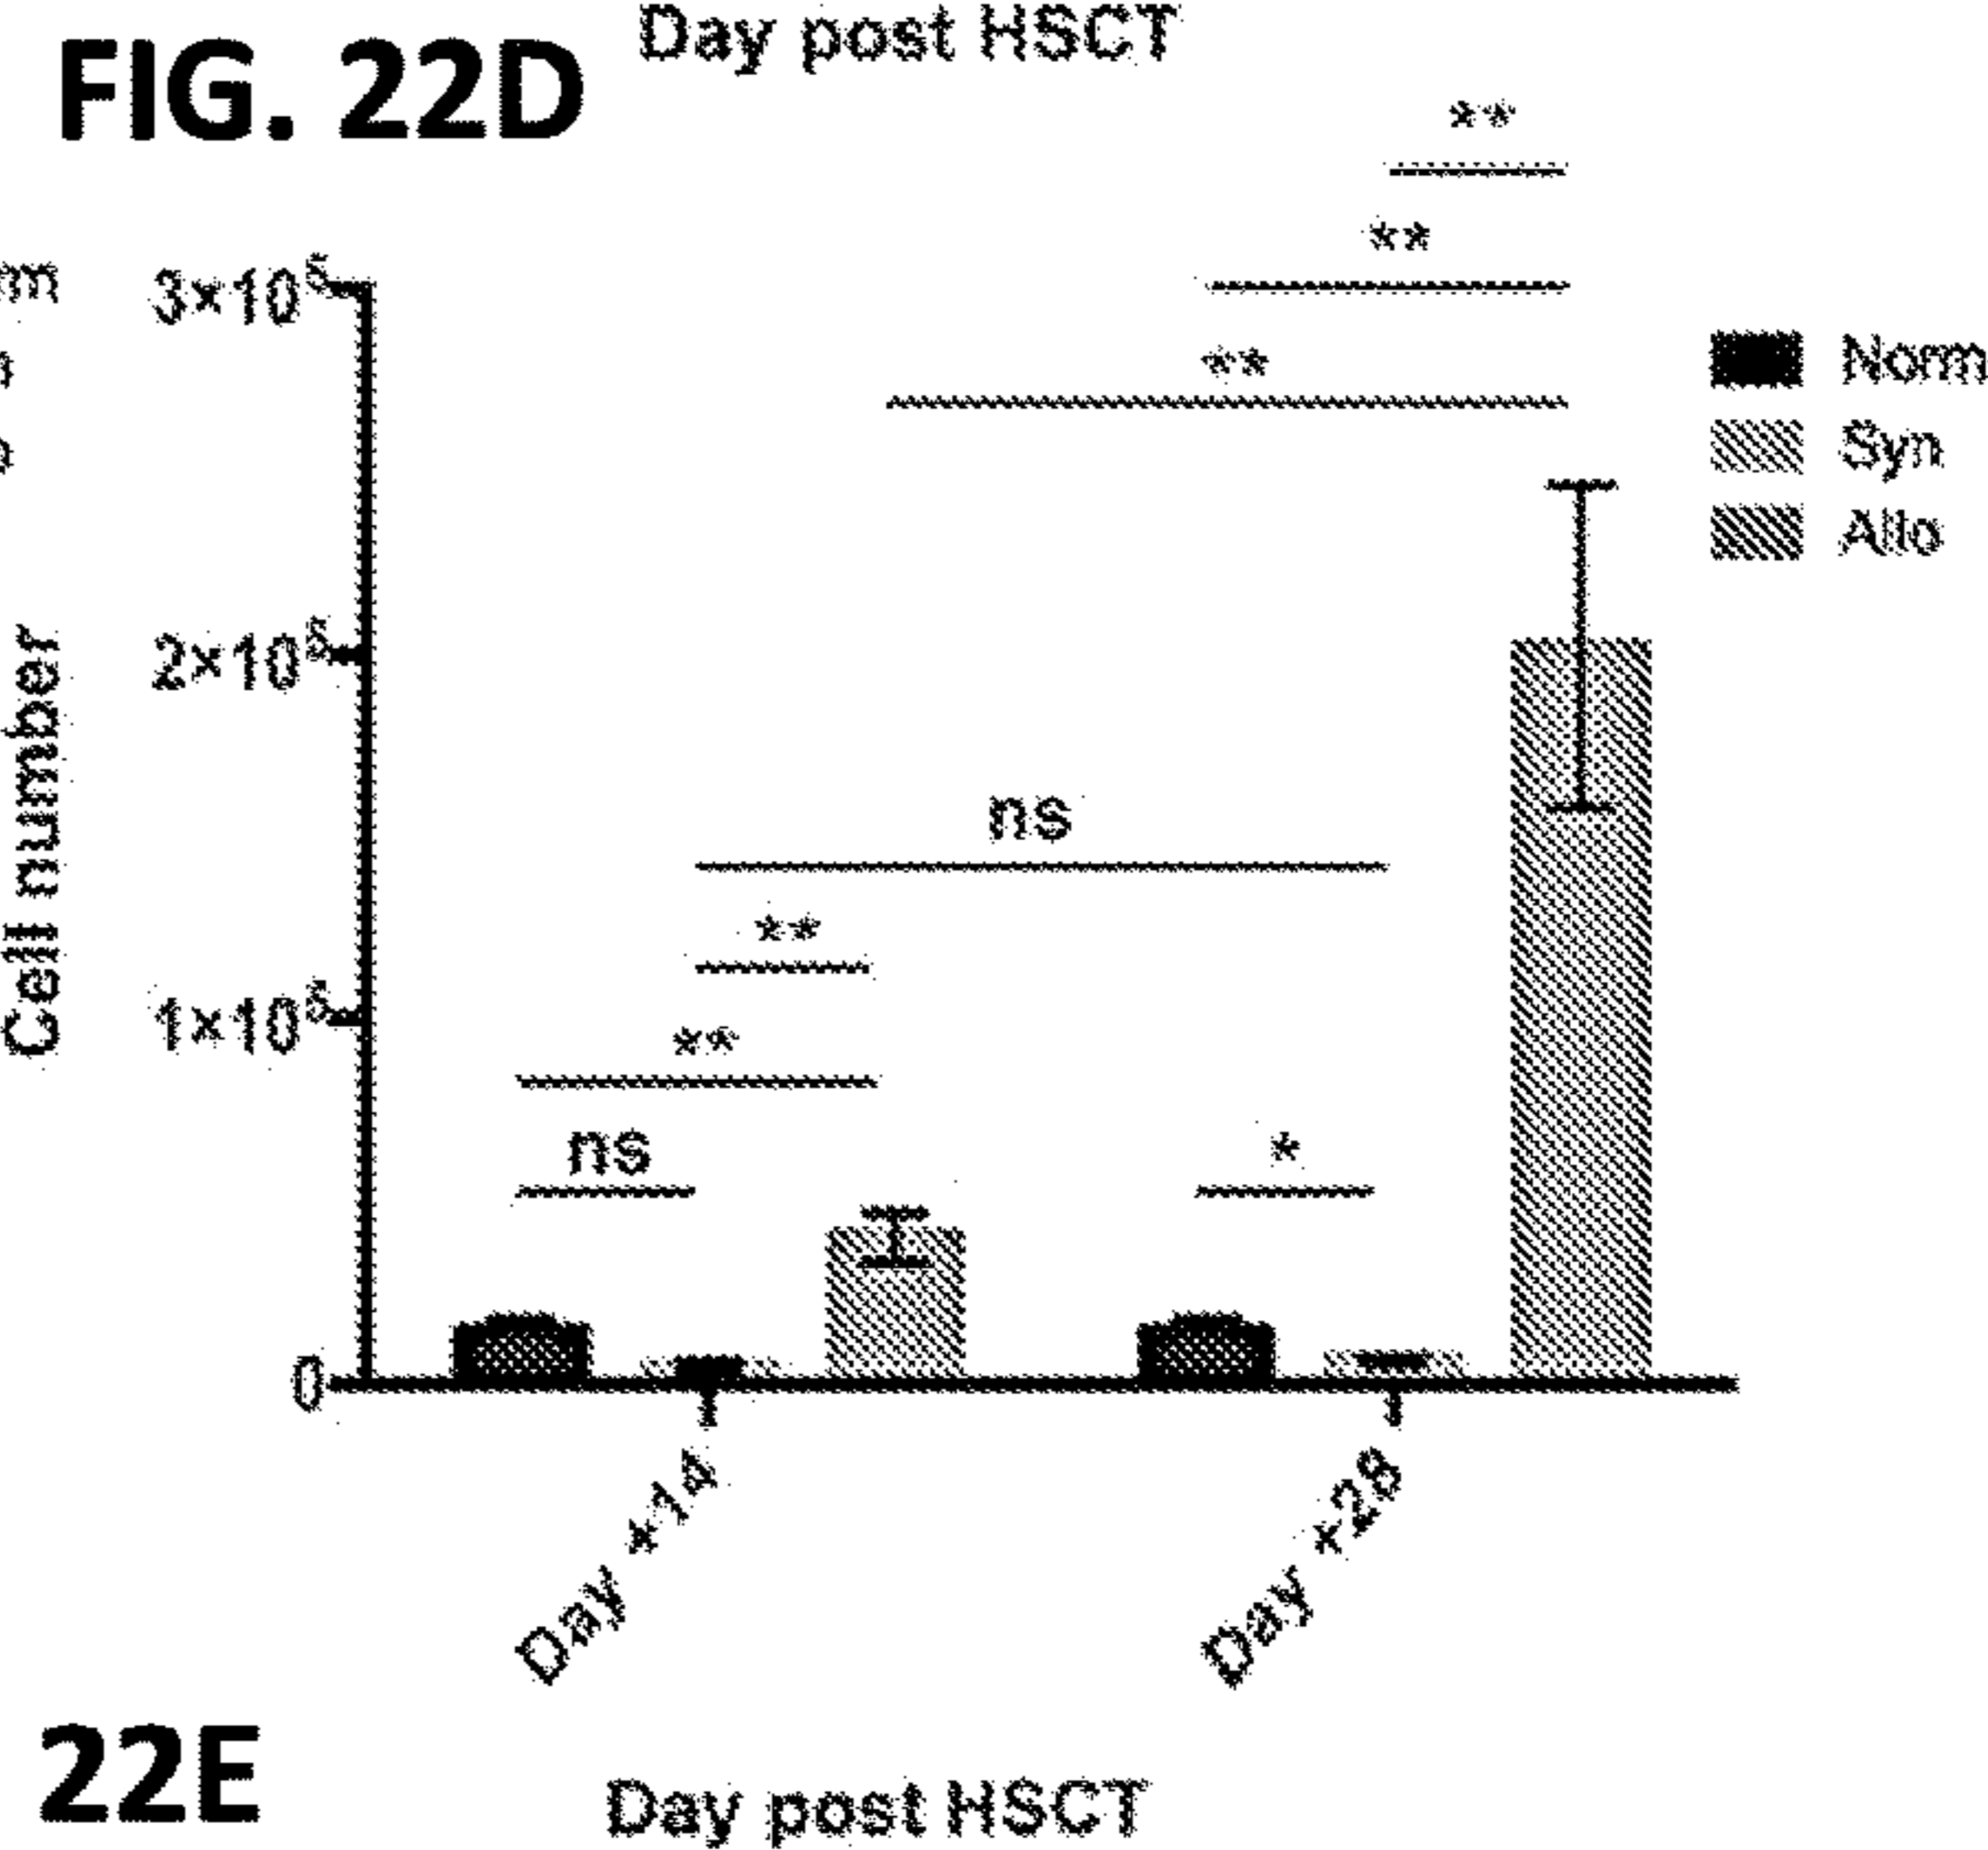 Day post HSCT
FIG. 22D
**
**
**
3×10⁵
2×10⁵
1×10⁵
0
Cell number
Norm
Syn
Allo
ns
**
**
ns
*
Day +14
Day +28
22E
Day post HSCT